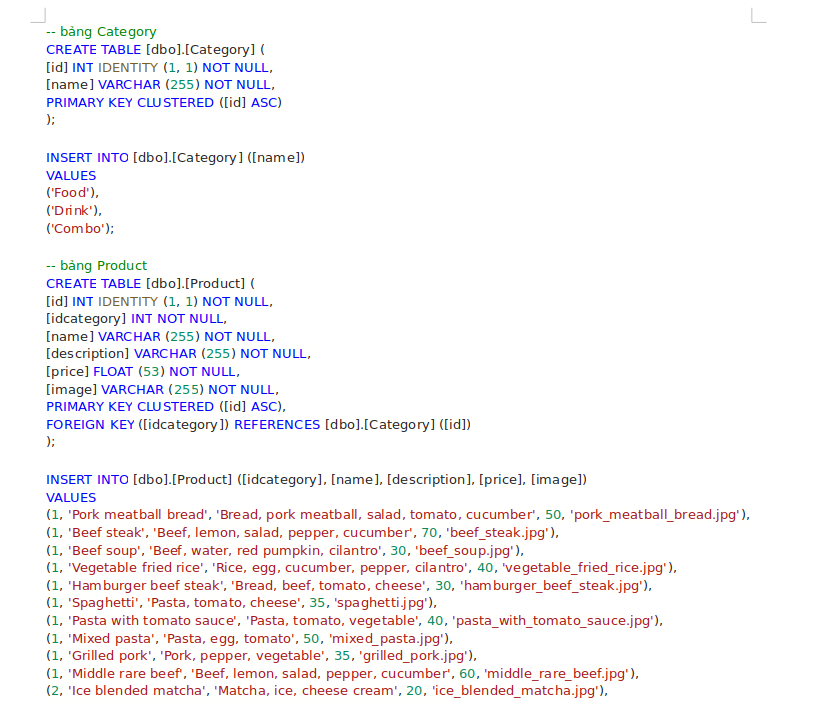 -- bảng Category
CREATE TABLE [dbo].[Category] (
[id] INT IDENTITY (1, 1) NOT NULL,
[name] VARCHAR (255) NOT NULL,
PRIMARY KEY CLUSTERED ([id] ASC)
);
INSERT INTO [dbo].[Category] ([name])
VALUES
('Food'),
('Drink'),
('Combo');
-- bảng Product
CREATE TABLE [dbo].[Product] (
[id] INT IDENTITY (1, 1) NOT NULL,
[idcategory] INT NOT NULL,
[name] VARCHAR (255) NOT NULL,
[description] VARCHAR (255) NOT NULL,
[price] FLOAT (53) NOT NULL,
[image] VARCHAR (255) NOT NULL,
PRIMARY KEY CLUSTERED ([id] ASC),
FOREIGN KEY ([idcategory]) REFERENCES [dbo].[Category] ([id])
);
INSERT INTO [dbo].[Product] ([idcategory], [name], [description], [price], [image])
VALUES
(1, 'Pork meatball bread', 'Bread, pork meatball, salad, tomato, cucumber', 50, 'pork_meatball_bread.jpg'),
(1, 'Beef steak', 'Beef, lemon, salad, pepper, cucumber', 70, 'beef_steak.jpg'),
(1, 'Beef soup', 'Beef, water, red pumpkin, cilantro', 30, 'beef_soup.jpg'),
(1, 'Vegetable fried rice', 'Rice, egg, cucumber, pepper, cilantro', 40, 'vegetable_fried_rice.jpg'),
(1, 'Hamburger beef steak', 'Bread, beef, tomato, cheese', 30, 'hamburger_beef_steak.jpg'),
(1, 'Spaghetti', 'Pasta, tomato, cheese', 35, 'spaghetti.jpg'),
(1, 'Pasta with tomato sauce', 'Pasta, tomato, vegetable', 40, 'pasta_with_tomato_sauce.jpg'),
(1, 'Mixed pasta', 'Pasta, egg, tomato', 50, 'mixed_pasta.jpg'),
(1, 'Grilled pork', 'Pork, pepper, vegetable', 35, 'grilled_pork.jpg'),
(1, 'Middle rare beef', 'Beef, lemon, salad, pepper, cucumber', 60, 'middle_rare_beef.jpg'),
(2, 'Ice blended matcha', 'Matcha, ice, cheese cream', 20, 'ice_blended_matcha.jpg'),